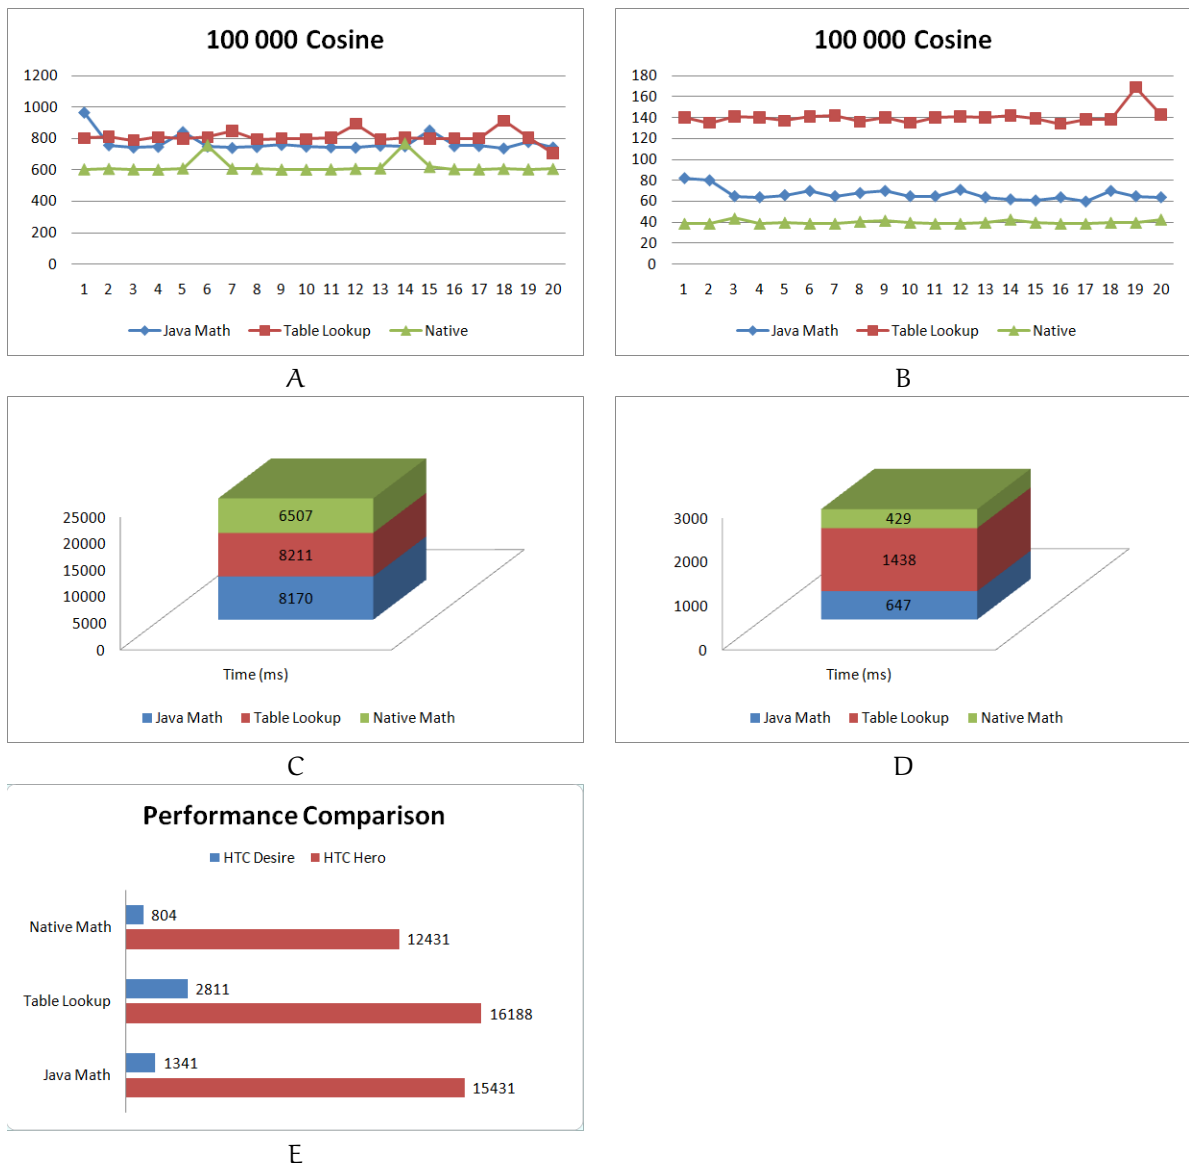 100 000 Cosine
1200
1000
800
600
400
200
0
1 2 3 4 5 6 7 8 9 10 11 12 13 14 15 16 17 18 19 20
Java Math Table Lookup Native
A
100 000 Cosine
180
160
140
120
100
80
60
40
20
0
1 2 3 4 5 6 7 8 9 10 11 12 13 14 15 16 17 18 19 20
Java Math Table Lookup Native
B
25000
20000
15000
10000
5000
0
6507
8211
8170
Time (ms)
Java Math Table Lookup Native Math
C
3000
2000
1000
0
429
1438
647
Time (ms)
Java Math Table Lookup Native Math
D
Performance Comparison
HTC Desire HTC Hero
Native Math 804
12431
Table Lookup 2811
16188
Java Math 1341
15431
E